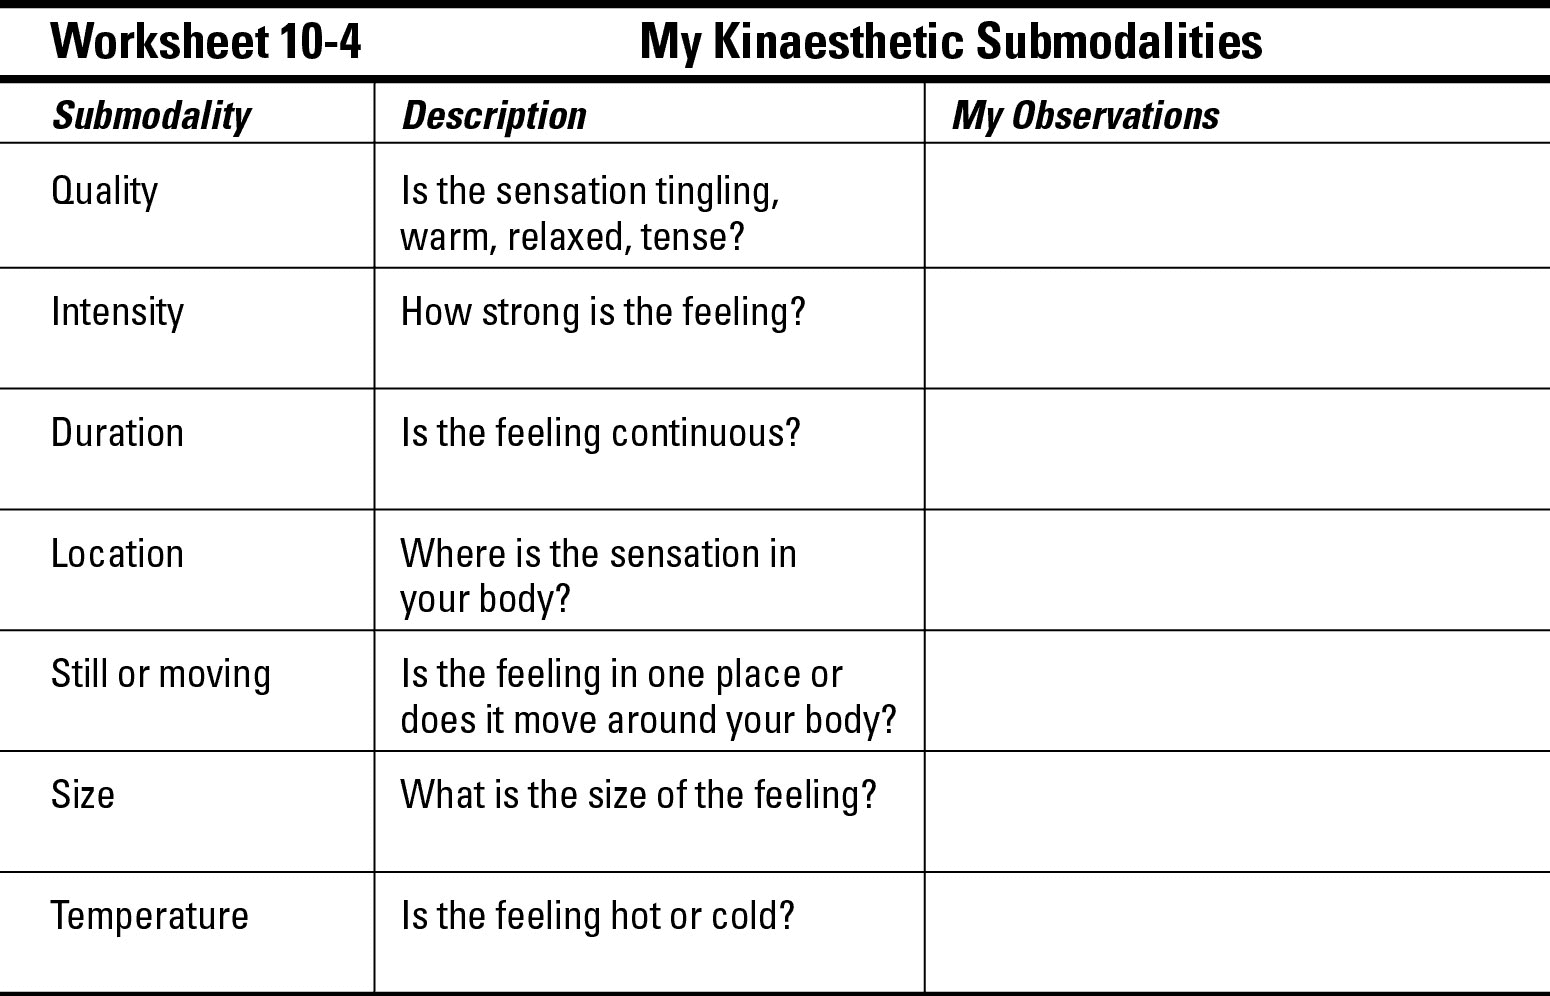 Worksheet 10-4 My Kinaesthetic Submodalities
Submodality Description My Observations
Quality Is the sensation tingling,
warm, relaxed, tense?
Intensity How strong is the feeling?
Duration Is the feeling continuous?
Location Where is the sensation in
your body?
Still or moving Is the feeling in one place or
does it move around your body?
Size What is the size of the feeling?
Temperature Is the feeling hot or cold?